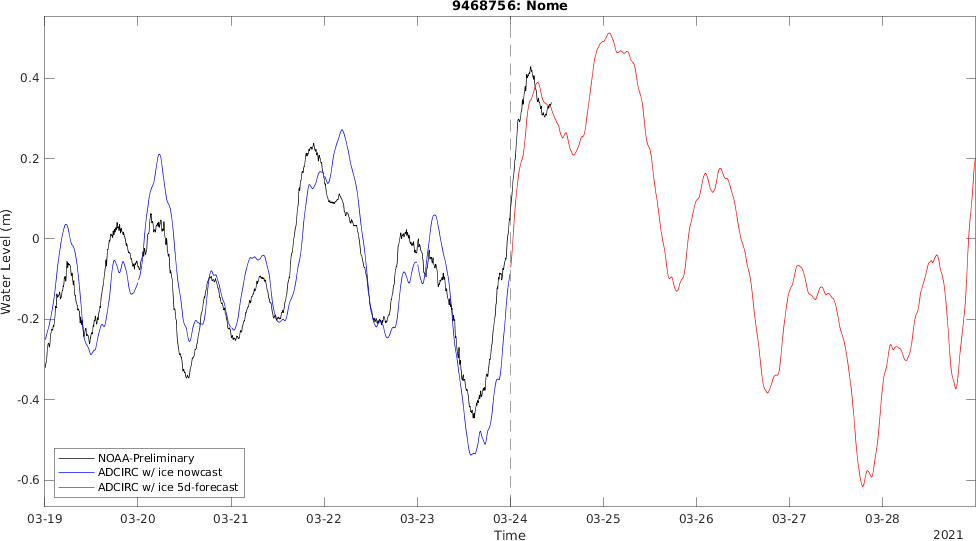 9468756: Nome
Water Level (m)
0.4
0.2
0
-0.2
-0.4
-0.6
NOAA-Preliminary
ADCIRC w/ ice nowcast
ADCIRC w/ ice 5d-forecast
03-19 03-20 03-21 03-22 03-23 03-24 03-25 03-26 03-27 03-28
Time
2021